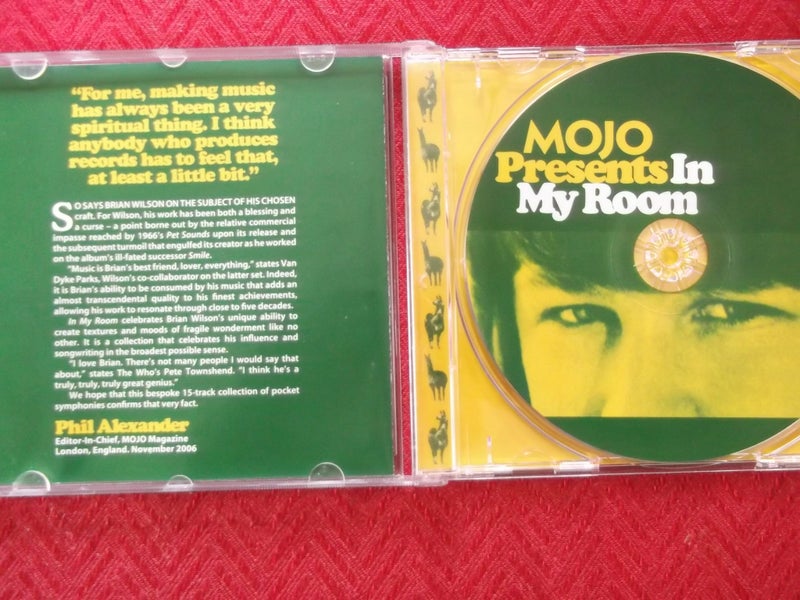 “For me, making music
has always been a very
spiritual thing. I think
anybody who produces
records has to feel that,
at least a little bit.”
SO SAYS BRIAN WILSON ON THE SUBJECT OF HIS CHOSEN
craft. For Wilson, his work has been both a blessing and
a curse – a point borne out by the relative commercial
impasse reached by 1966's Pet Sounds upon its release and
the subsequent turmoil that engulfed its creator as he worked
on the album's ill-fated successor Smile.
“Music is Brian's best friend, lover, everything,” states Van
Dyke Parks, Wilson's co-collaborator on the latter set. Indeed,
it is Brian's ability to be consumed by his music that adds an
almost transcendental quality to his finest achievements,
allowing his work to resonate through close to five decades.
In My Room celebrates Brian Wilson's unique ability to
create textures and moods of fragile wonderment like no
other. It is a collection that celebrates his influence and
songwriting in the broadest possible sense.
“I love Brian. There's not many people I would say that
about,” states The Who's Pete Townshend. “I think he's a
truly, truly, truly great genius.”
We hope that this bespoke 15-track collection of pocket
symphonies confirms that very fact.
Phil Alexander
Editor-In-Chief, MOJO Magazine
London, England. November 2006
MOJO
Presents In
My Room